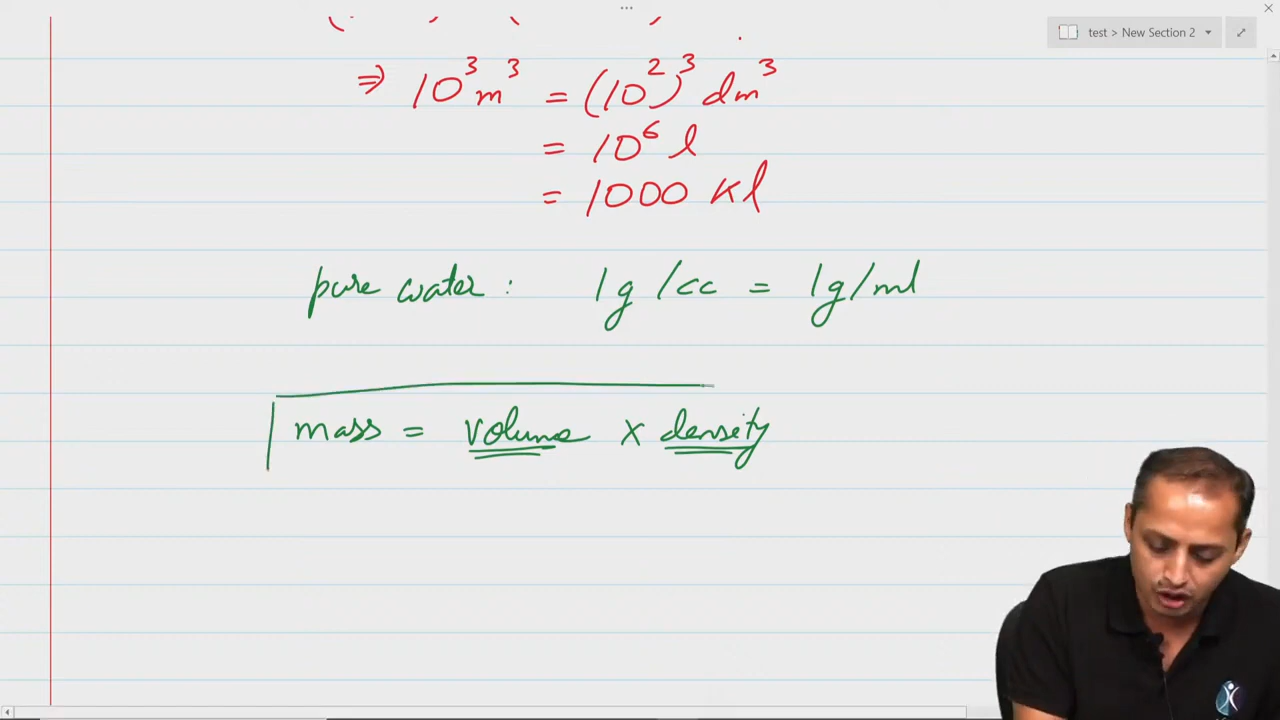 test > New Section 2
⇒ 10³ m³ = (10²)³ dm³
= 10⁶ l
= 1000 Kl
pure water : 1g /cc = 1g/ml
mass = volume x density